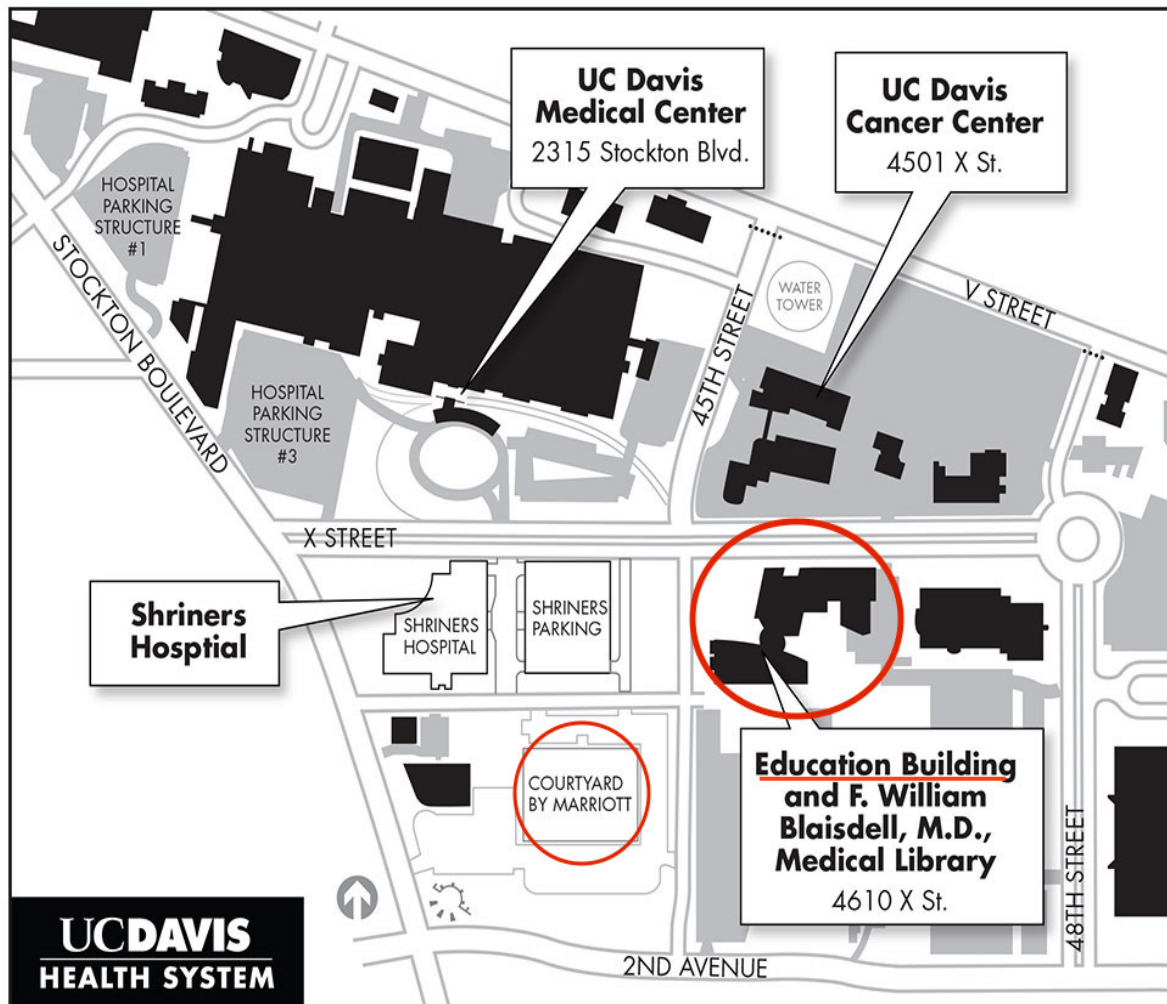 UC Davis
Medical Center
2315 Stockton Blvd.
UC Davis
Cancer Center
4501 X St.
HOSPITAL
PARKING
STRUCTURE
#1
STOCKTON BOULEVARD
WATER
TOWER
V STREET
45TH STREET
HOSPITAL
PARKING
STRUCTURE
#3
X STREET
Shriners
Hosptial
SHRINERS
HOSPITAL
SHRINERS
PARKING
COURTYARD
BY MARRIOTT
Education Building
and F. William
Blaisdell, M.D.,
Medical Library
4610 X St.
48TH STREET
2ND AVENUE
UCDAVIS
HEALTH SYSTEM